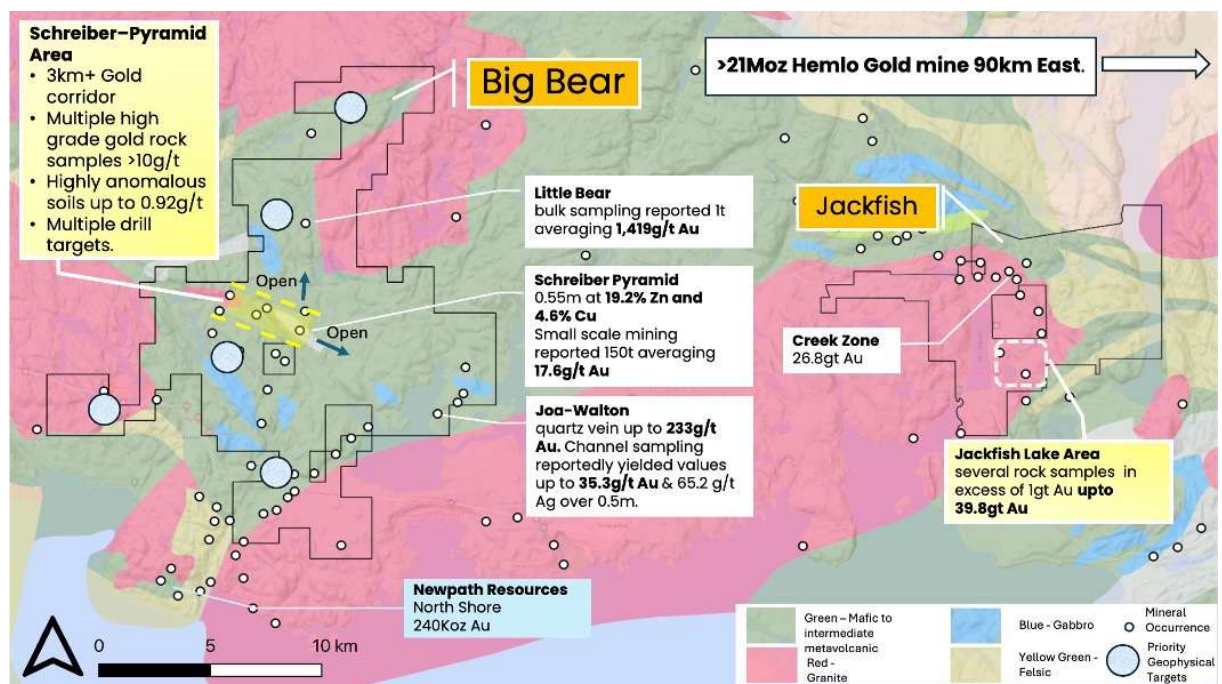 Schreiber–Pyramid
Area
• 3km+ Gold
corridor
• Multiple high
grade gold rock
samples >10g/t
• Highly anomalous
soils up to 0.92g/t
• Multiple drill
targets.
Big Bear
>21Moz Hemlo Gold mine 90km East.
Little Bear
bulk sampling reported 1t
averaging 1,419g/t Au
Jackfish
Open
Open
Schreiber Pyramid
0.55m at 19.2% Zn and
4.6% Cu
Small scale mining
reported 150t averaging
17.6g/t Au
Creek Zone
26.8gt Au
Joa-Walton
quartz vein up to 233g/t
Au. Channel sampling
reportedly yielded values
up to 35.3g/t Au & 65.2 g/t
Ag over 0.5m.
Jackfish Lake Area
several rock samples in
excess of 1gt Au upto
39.8gt Au
Newpath Resources
North Shore
240Koz Au
0 5 10 km
Green – Mafic to
intermediate
metavolcanic
Red -
Granite
Blue - Gabbro
Yellow Green -
Felsic
Mineral
Occurrence
Priority
Geophysical
Targets